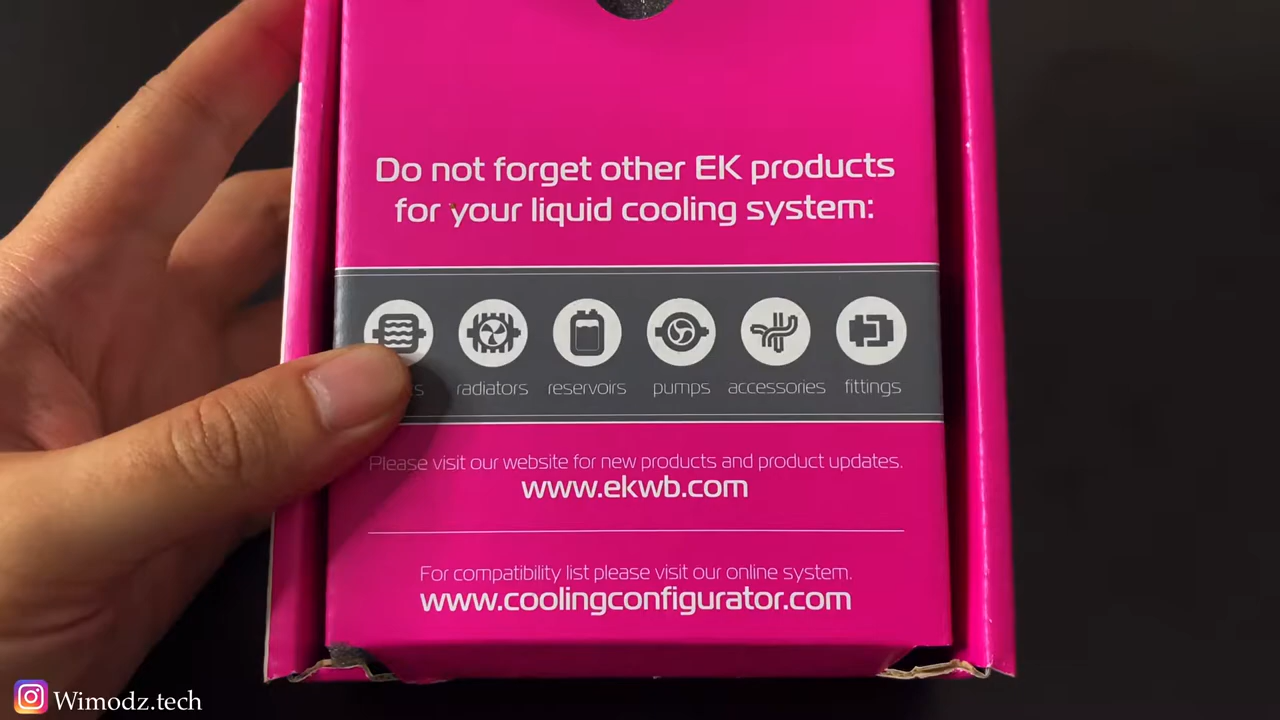 Do not forget other EK products
for your liquid cooling system:
radiators reservoirs pumps accessories fittings
Please visit our website for new products and product updates.
www.ekwb.com
For compatibility list please visit our online system.
www.coolingconfigurator.com
Wimodz.tech